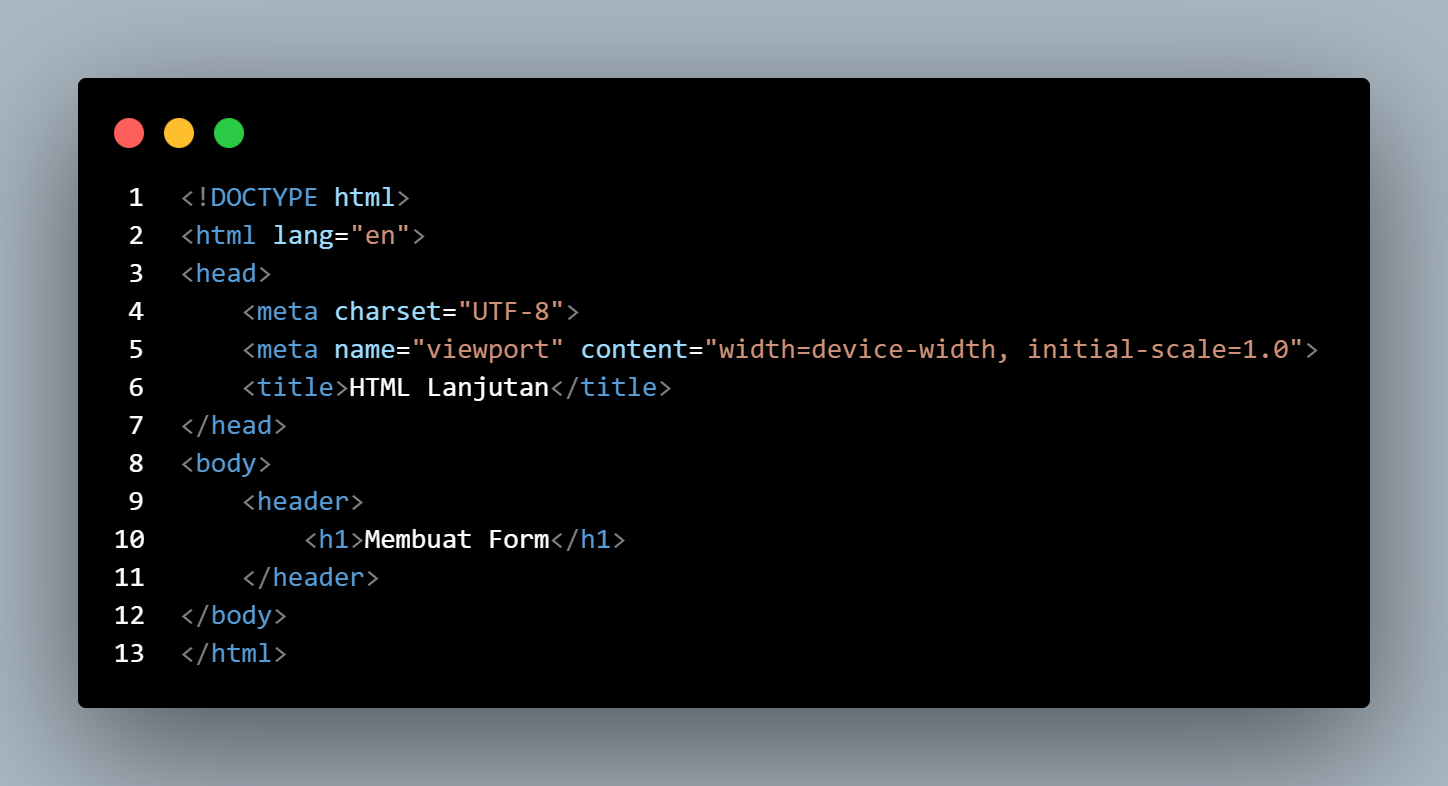 1 <!DOCTYPE html>
2 <html lang="en">
3 <head>
4     <meta charset="UTF-8">
5     <meta name="viewport" content="width=device-width, initial-scale=1.0">
6     <title>HTML Lanjutan</title>
7 </head>
8 <body>
9     <header>
10         <h1>Membuat Form</h1>
11     </header>
12 </body>
13 </html>